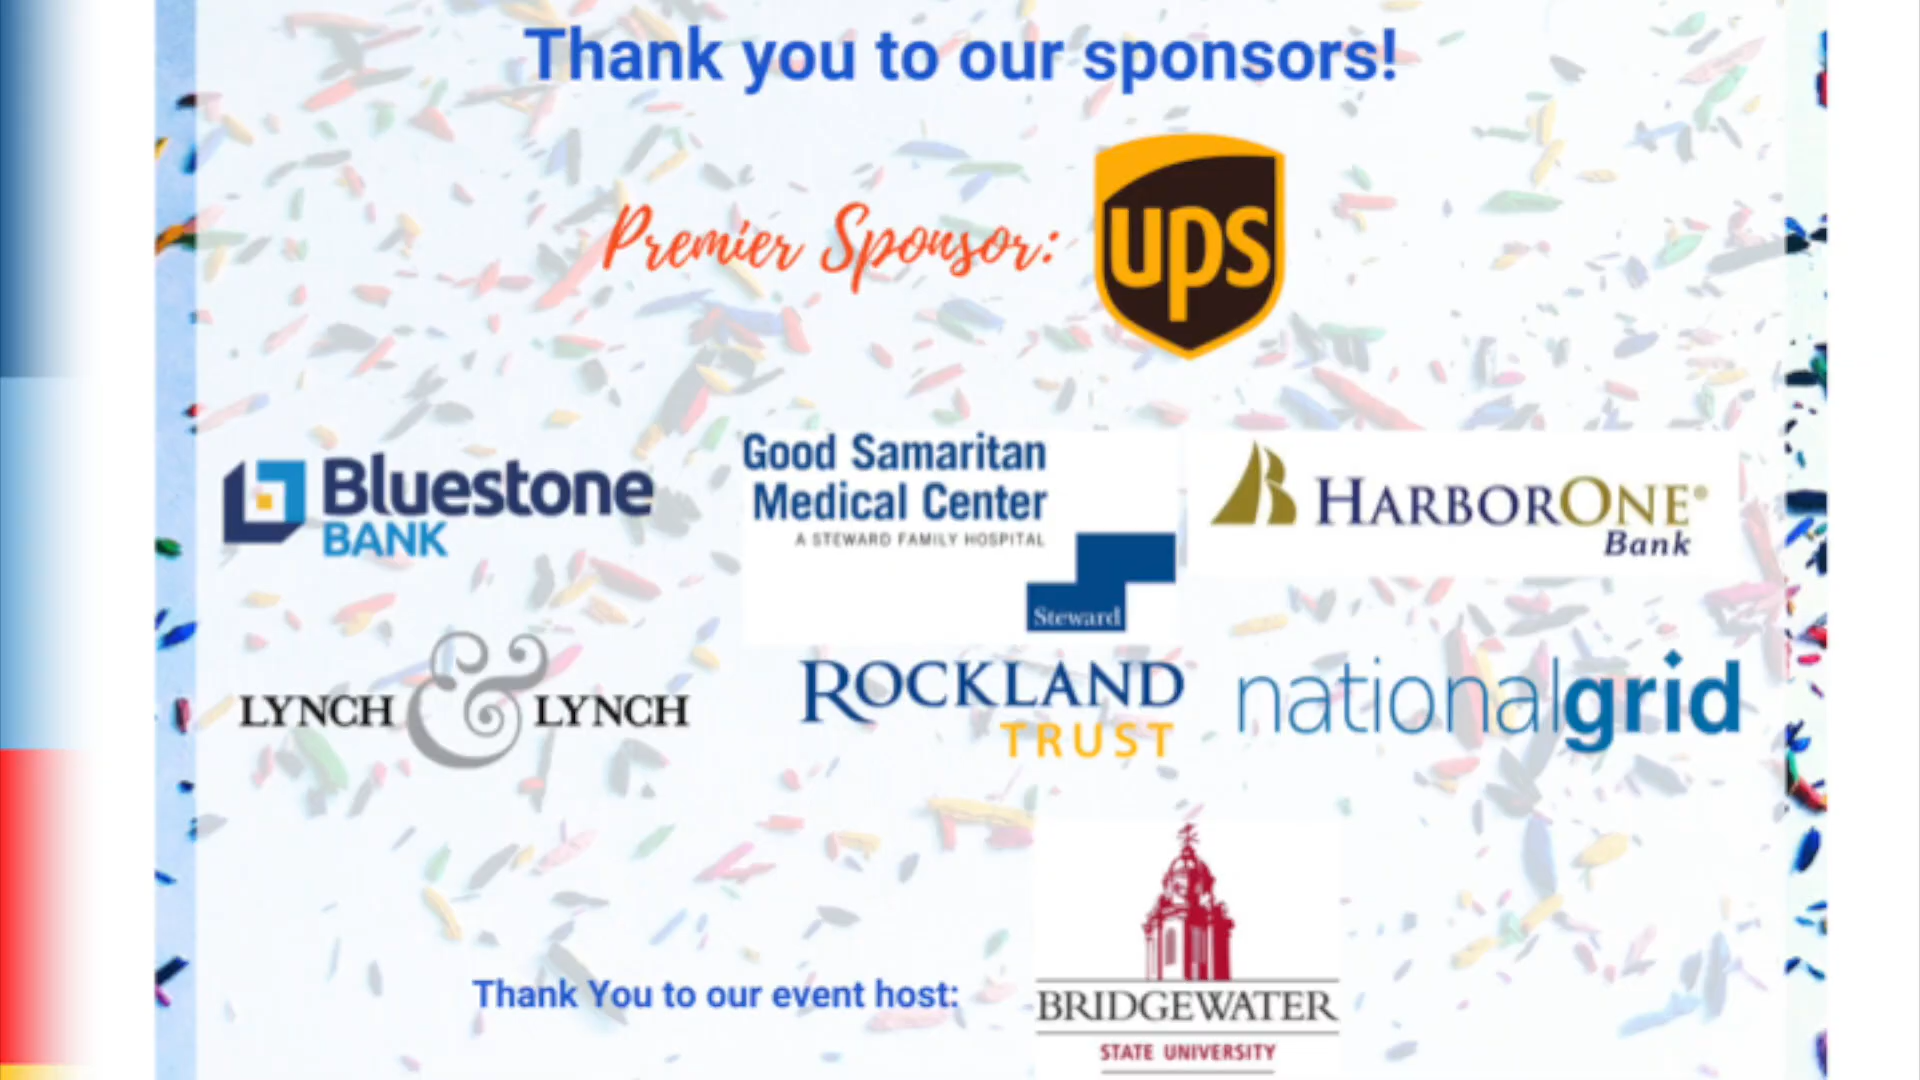 Thank you to our sponsors!
Premier Sponsor:
ups
Bluestone
BANK
Good Samaritan
Medical Center
A STEWARD FAMILY HOSPITAL
Steward
HARBORONE®
Bank
LYNCH & LYNCH
ROCKLAND
TRUST
nationalgrid
Thank You to our event host:
BRIDGEWATER
STATE UNIVERSITY